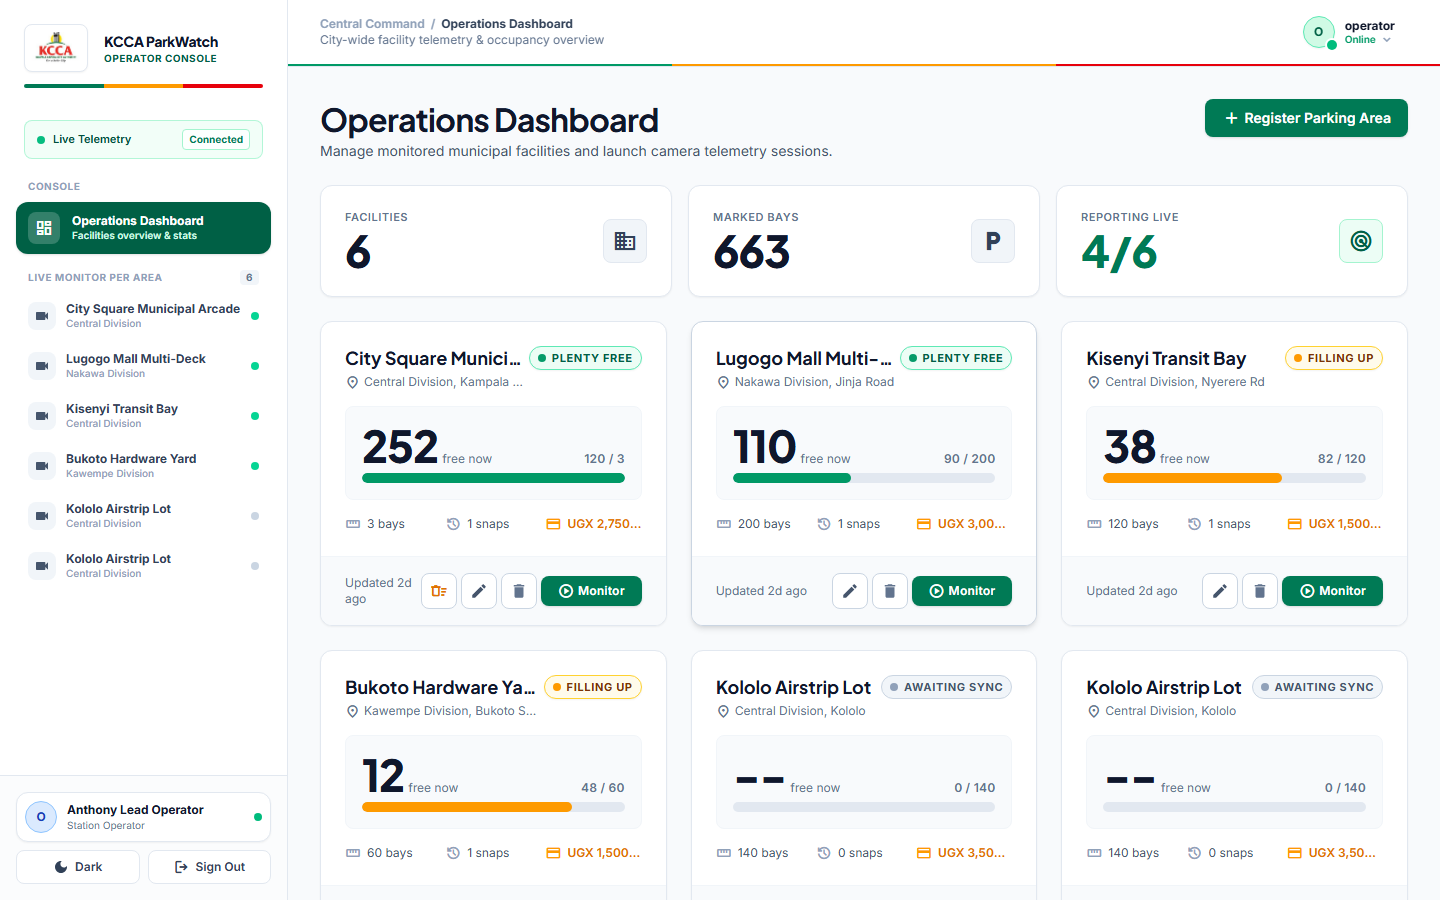 KCCA
KCCA ParkWatch
OPERATOR CONSOLE
Live Telemetry
Connected
CONSOLE
Operations Dashboard
Facilities overview & stats
LIVE MONITOR PER AREA
6
City Square Municipal Arcade
Central Division
Lugogo Mall Multi-Deck
Nakawa Division
Kisenyi Transit Bay
Central Division
Bukoto Hardware Yard
Kawempe Division
Kololo Airstrip Lot
Central Division
Kololo Airstrip Lot
Central Division
O
Anthony Lead Operator
Station Operator
Dark
Sign Out
Central Command / Operations Dashboard
City-wide facility telemetry & occupancy overview
O
operator
Online
Operations Dashboard
Manage monitored municipal facilities and launch camera telemetry sessions.
+ Register Parking Area
FACILITIES
6
MARKED BAYS
663
P
REPORTING LIVE
4/6
City Square Munici...
PLENTY FREE
Central Division, Kampala ...
252 free now
120 / 3
3 bays
1 snaps
UGX 2,750...
Updated 2d ago
Monitor
Lugogo Mall Multi-...
PLENTY FREE
Nakawa Division, Jinja Road
110 free now
90 / 200
200 bays
1 snaps
UGX 3,00...
Updated 2d ago
Monitor
Kisenyi Transit Bay
FILLING UP
Central Division, Nyerere Rd
38 free now
82 / 120
120 bays
1 snaps
UGX 1,500...
Updated 2d ago
Monitor
Bukoto Hardware Ya...
FILLING UP
Kawempe Division, Bukoto S...
12 free now
48 / 60
60 bays
1 snaps
UGX 1,500...
Kololo Airstrip Lot
AWAITING SYNC
Central Division, Kololo
-- free now
0 / 140
140 bays
0 snaps
UGX 3,50...
Kololo Airstrip Lot
AWAITING SYNC
Central Division, Kololo
-- free now
0 / 140
140 bays
0 snaps
UGX 3,50...